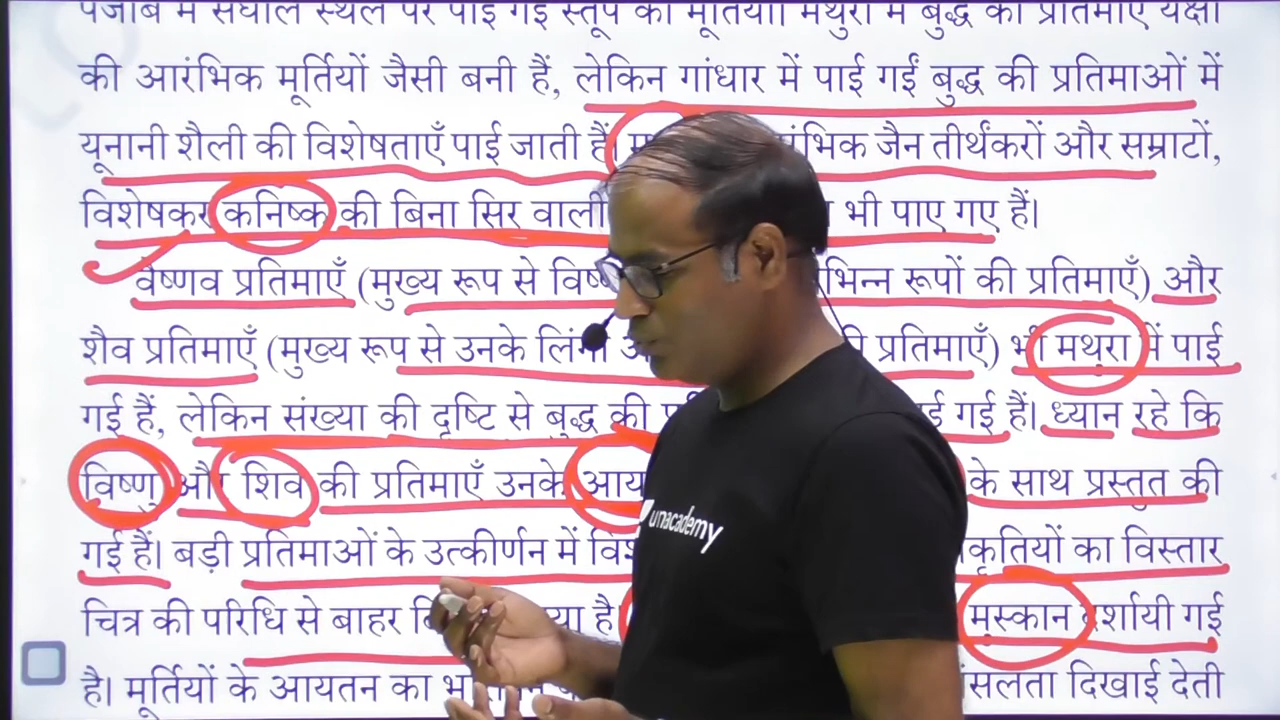 पंजाब में संघोल स्थल पर पाई गई स्तूप की मूर्तियां। मथुरा में बुद्ध की प्रतिमाएँ यक्षों
की आरंभिक मूर्तियों जैसी बनी हैं, लेकिन गांधार में पाई गईं बुद्ध की प्रतिमाओं में
यूनानी शैली की विशेषताएँ पाई जाती हैं। जैन तीर्थंकरों और सम्राटों,
विशेषकर कनिष्क की बिना सिर वाली भी पाए गए हैं।
वैष्णव प्रतिमाएँ (मुख्य रूप से रूपों की प्रतिमाएँ) और
शैव प्रतिमाएँ (मुख्य रूप से उनके प्रतिमाएँ) भी मथुरा में पाई
गई हैं, लेकिन संख्या की दृष्टि से बुद्ध की गई हैं। ध्यान रहे कि
विष्णु और शिव की प्रतिमाएँ उनके के साथ प्रस्तुत की
गई हैं। बड़ी प्रतिमाओं के उत्कीर्णन में का विस्तार
चित्र की परिधि से बाहर है। मुस्कान दर्शायी गई
है। मूर्तियों के आयतन का दिखाई देती
unacademy